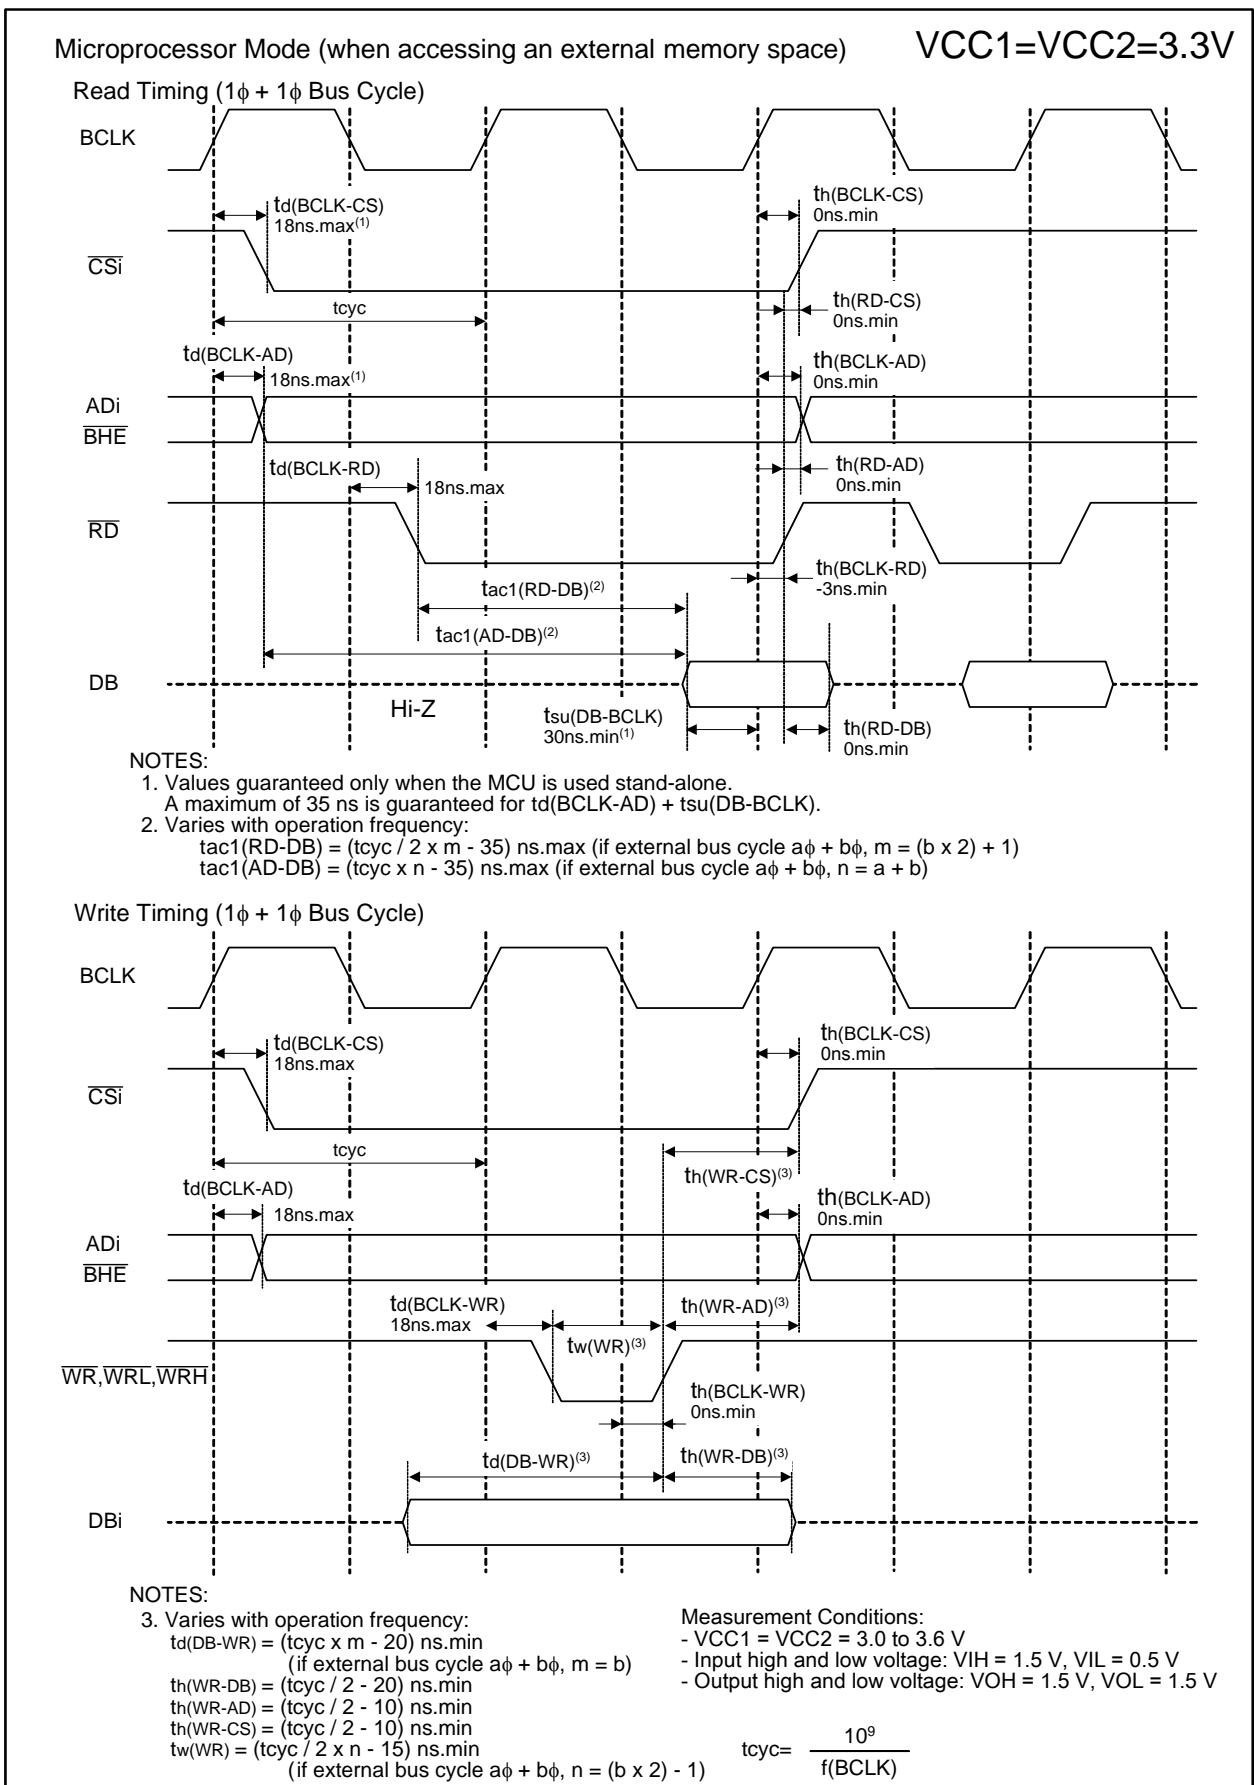 Microprocessor Mode (when accessing an external memory space)
VCC1=VCC2=3.3V
Read Timing (1ϕ + 1ϕ Bus Cycle)
BCLK
td(BCLK-CS)
18ns.max(1)
th(BCLK-CS)
0ns.min
CSi
tcyc
th(RD-CS)
0ns.min
td(BCLK-AD)
18ns.max(1)
th(BCLK-AD)
0ns.min
ADi
BHE
td(BCLK-RD)
18ns.max
th(RD-AD)
0ns.min
RD
th(BCLK-RD)
-3ns.min
tac1(RD-DB)(2)
tac1(AD-DB)(2)
DB
Hi-Z
tsu(DB-BCLK)
30ns.min(1)
th(RD-DB)
0ns.min
NOTES:
1. Values guaranteed only when the MCU is used stand-alone.
A maximum of 35 ns is guaranteed for td(BCLK-AD) + tsu(DB-BCLK).
2. Varies with operation frequency:
tac1(RD-DB) = (tcyc / 2 x m - 35) ns.max (if external bus cycle aϕ + bϕ, m = (b x 2) + 1)
tac1(AD-DB) = (tcyc x n - 35) ns.max (if external bus cycle aϕ + bϕ, n = a + b)
Write Timing (1ϕ + 1ϕ Bus Cycle)
BCLK
td(BCLK-CS)
18ns.max
th(BCLK-CS)
0ns.min
CSi
tcyc
th(WR-CS)(3)
td(BCLK-AD)
18ns.max
th(BCLK-AD)
0ns.min
ADi
BHE
td(BCLK-WR)
18ns.max
tw(WR)(3)
th(WR-AD)(3)
WR,WRL,WRH
th(BCLK-WR)
0ns.min
td(DB-WR)(3)
th(WR-DB)(3)
DBi
NOTES:
3. Varies with operation frequency:
td(DB-WR) = (tcyc x m - 20) ns.min
(if external bus cycle aϕ + bϕ, m = b)
th(WR-DB) = (tcyc / 2 - 20) ns.min
th(WR-AD) = (tcyc / 2 - 10) ns.min
th(WR-CS) = (tcyc / 2 - 10) ns.min
tw(WR) = (tcyc / 2 x n - 15) ns.min
(if external bus cycle aϕ + bϕ, n = (b x 2) - 1)
Measurement Conditions:
- VCC1 = VCC2 = 3.0 to 3.6 V
- Input high and low voltage: VIH = 1.5 V, VIL = 0.5 V
- Output high and low voltage: VOH = 1.5 V, VOL = 1.5 V
tcyc=
10⁹
f(BCLK)